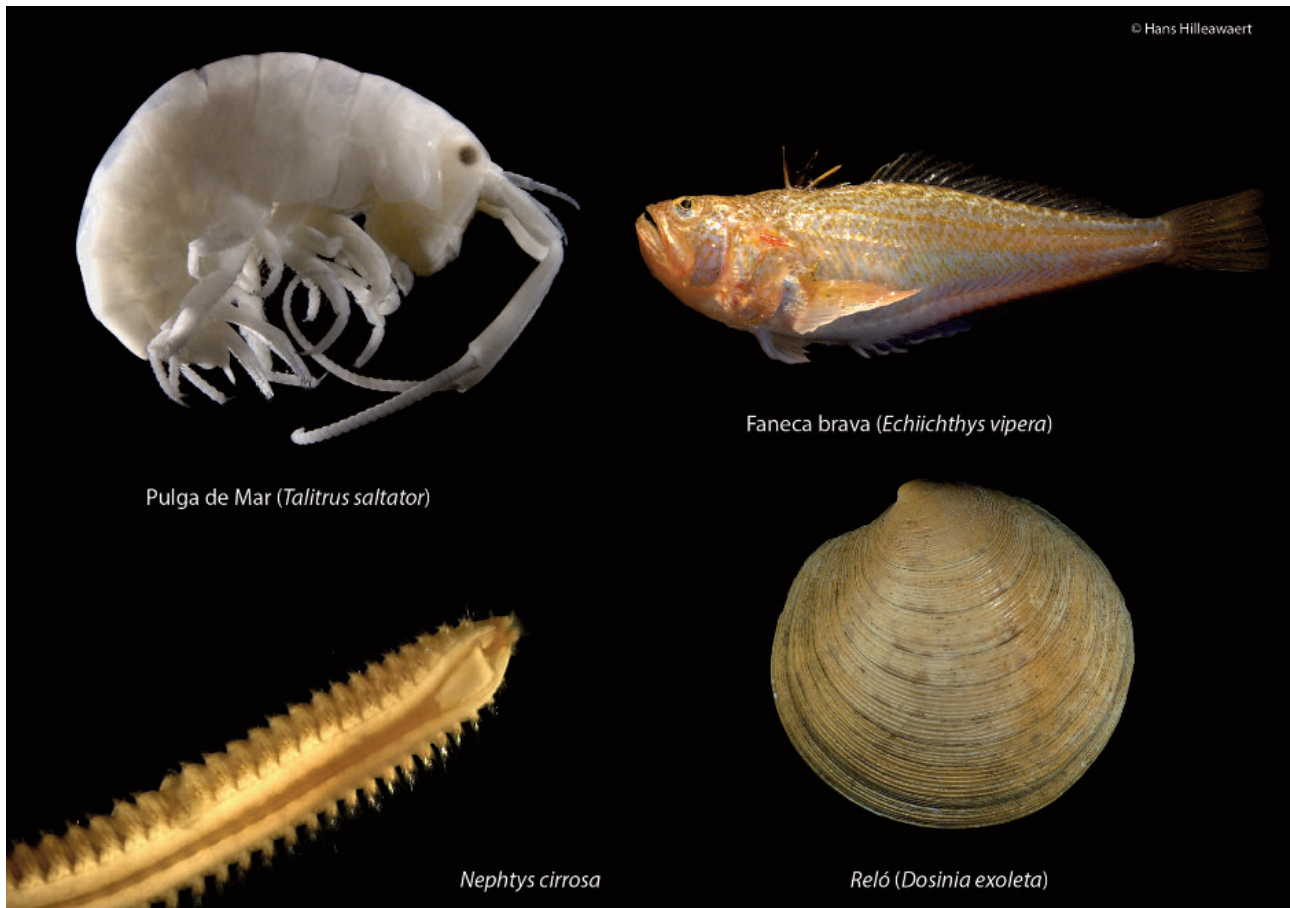 © Hans Hilleawaert
Faneca brava (Echiichthys vipera)
Pulga de Mar (Talitrus saltator)
Nephtys cirrosa
Reló (Dosinia exoleta)